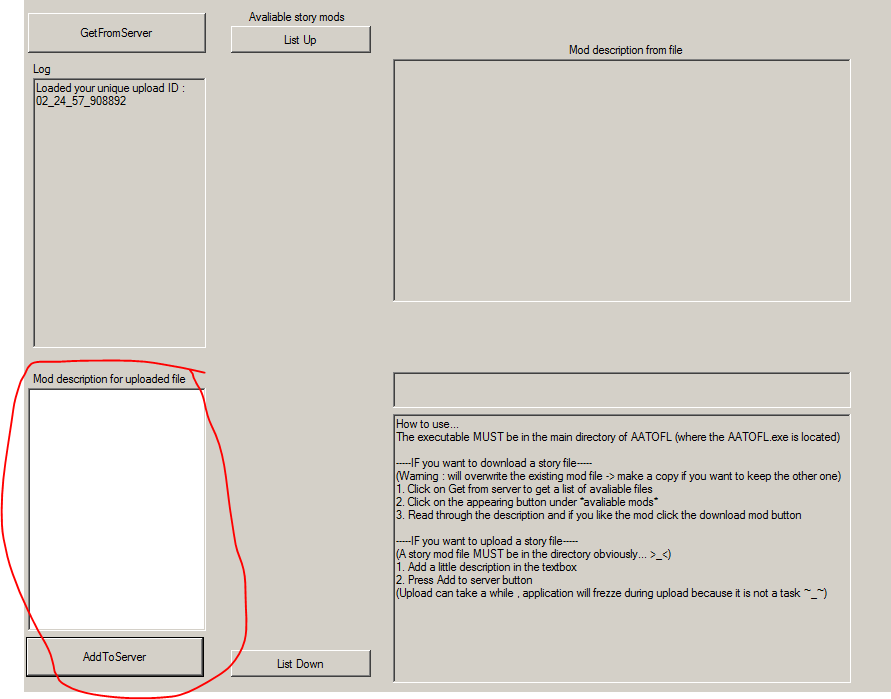 GetFromServer
Avaliable story mods
List Up
Mod description from file
Log
Loaded your unique upload ID :
02_24_57_908892
Mod description for uploaded file
AddToServer
List Down
How to use...
The executable MUST be in the main directory of AATOFL (where the AATOFL.exe is located)
-----IF you want to download a story file-----
(Warning : will overwrite the existing mod file -> make a copy if you want to keep the other one)
1. Click on Get from server to get a list of avaliable files
2. Click on the appearing button under *avaliable mods*
3. Read through the description and if you like the mod click the download mod button
-----IF you want to upload a story file-----
(A story mod file MUST be in the directory obviously... >_<)
1. Add a little description in the textbox
2. Press Add to server button
(Upload can take a while , application will frezze during upload because it is not a task ~_~)